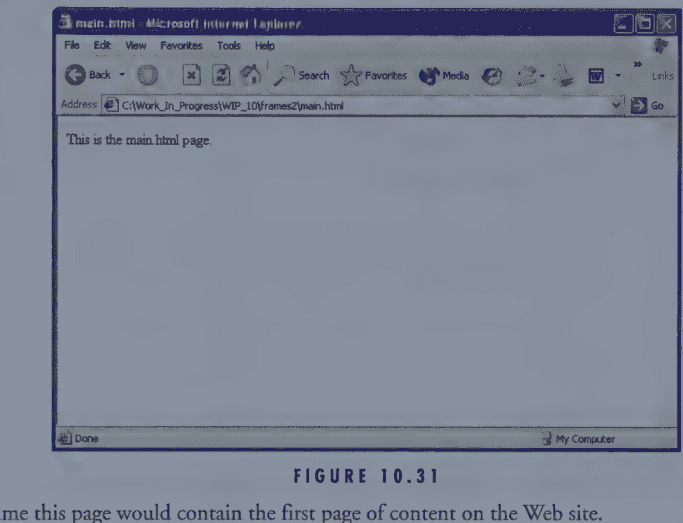 main.html - Microsoft Internet Explorer
File Edit View Favorites Tools Help
Back Search Favorites Media Links
Address C:\Work_In_Progress\WIP_10\frames2\main.html Go
This is the main.html page.
Done My Computer
FIGURE 10.31
me this page would contain the first page of content on the Web site.